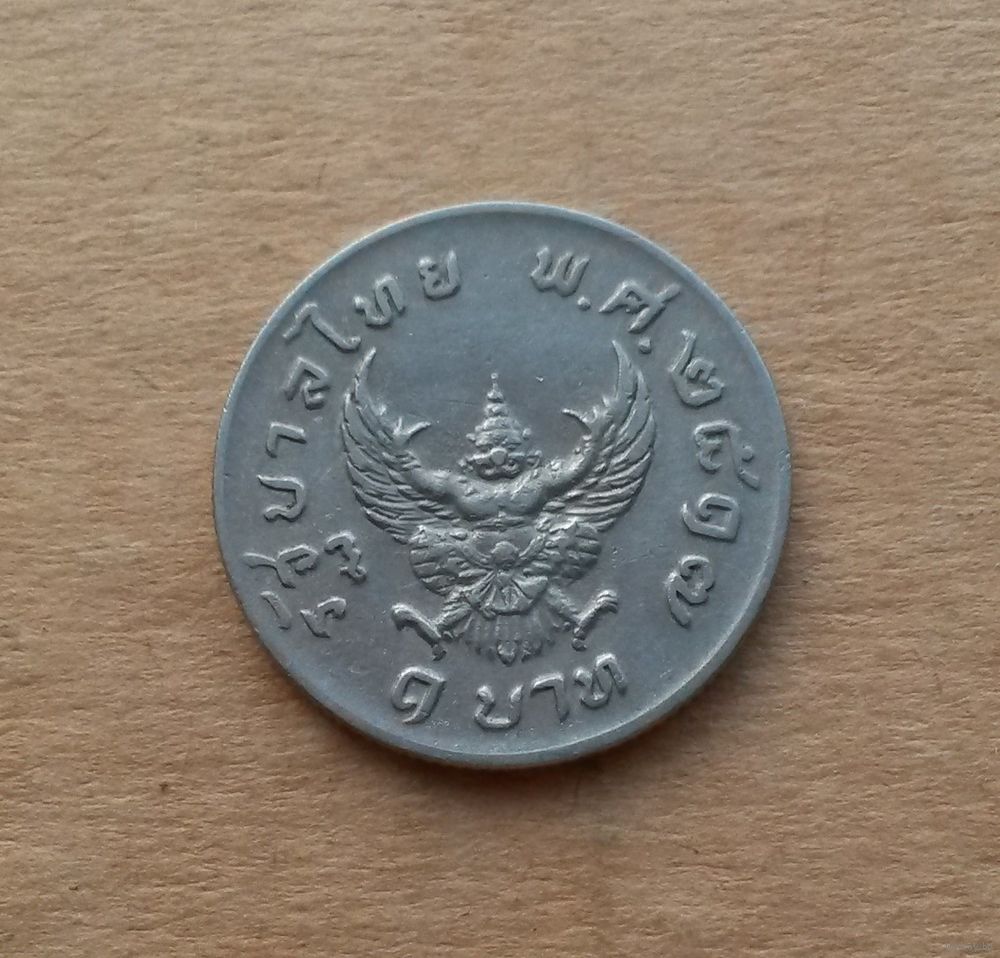 รัฐบาลไทย พ.ศ. ๒๕๑๗
๑ บาท